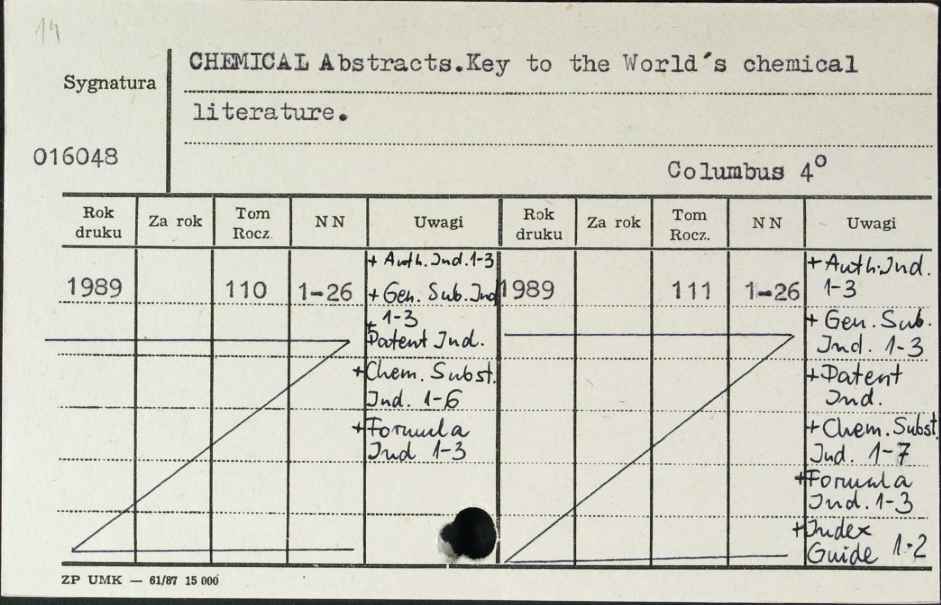 14
CHEMICAL Abstracts.Key to the World´s chemical
Sygnatura
literature.
016048
Columbus 4°
Rok druku Za rok Tom Rocz. NN Uwagi Rok druku Za rok Tom Rocz. NN Uwagi
1989 110 1-26
+ Auth. Ind. 1-3
+ Gen. Sub. Ind
1-3
+ Patent Ind.
+ Chem. Subst.
Ind. 1-6
+ Formula
Ind 1-3
1989 111 1-26
+ Auth. Ind.
1-3
+ Gen. Sub.
Ind. 1-3
+ Patent
Ind.
+ Chem. Subst
Ind. 1-7
+ Formula
Ind. 1-3
+ Index
Guide 1-2
ZP UMK — 61/87 15 000